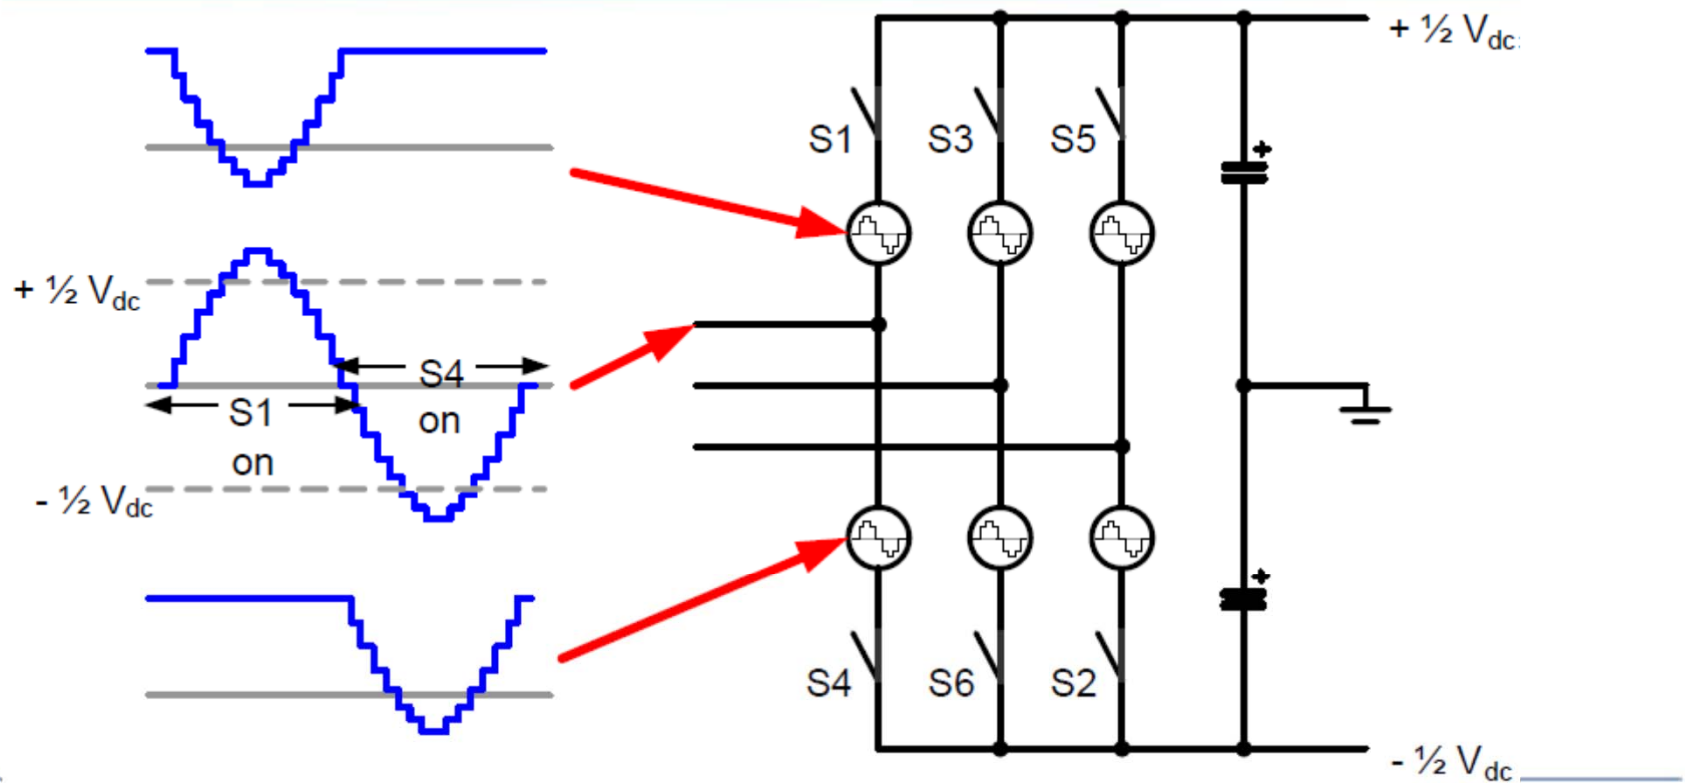 + ½ Vdc
S1 S3 S5
+
+ ½ Vdc
S4
on
S1
on
- ½ Vdc
+
S4 S6 S2
- ½ Vdc